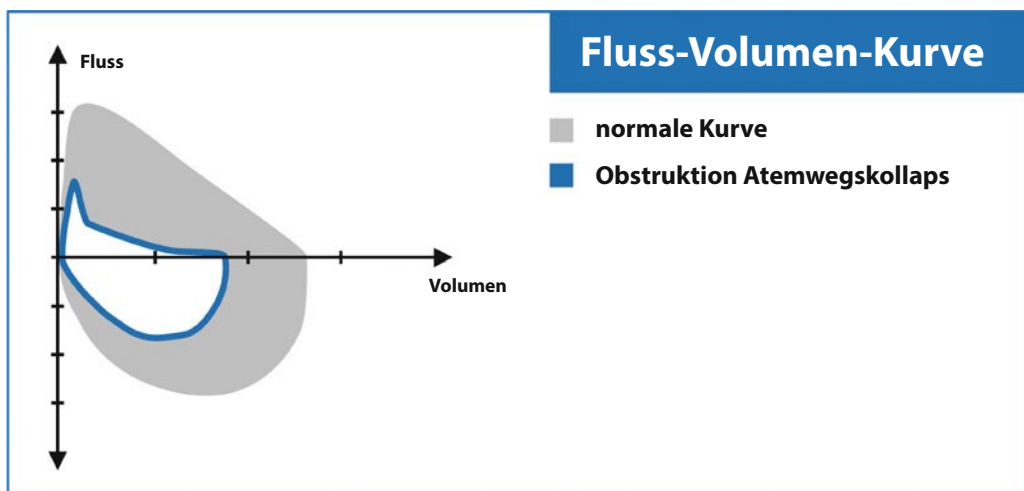 Fluss-Volumen-Kurve
Fluss
normale Kurve
Obstruktion Atemwegskollaps
Volumen